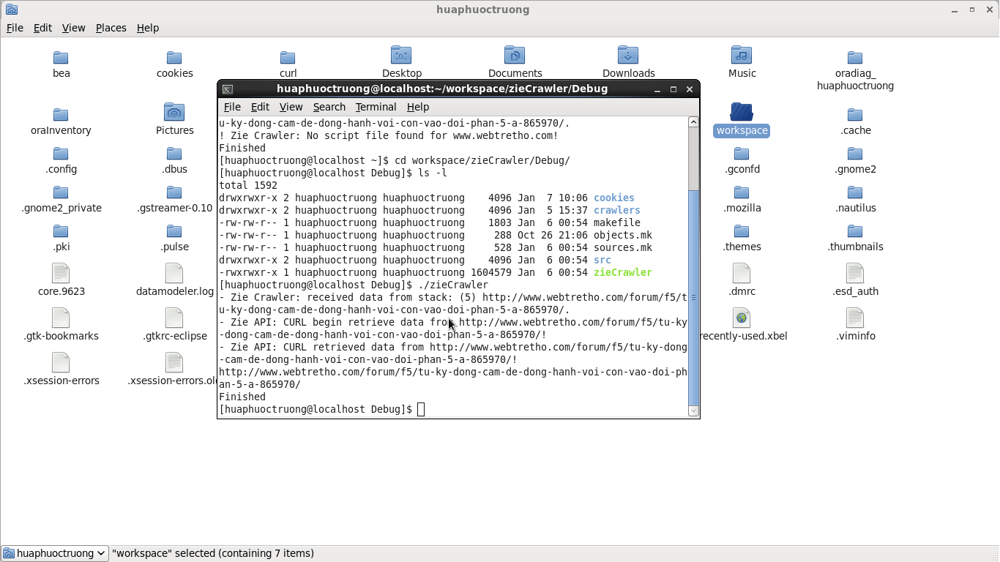 huaphuoctruong
File Edit View Places Help
bea cookies curl Desktop Documents Downloads Music oradiag_
huaphuoctruong
oraInventory Pictures workspace .cache
.config .dbus .gconfd .gnome2
.gnome2_private .gstreamer-0.10 .mozilla .nautilus
.pki .pulse .themes .thumbnails
core.9623 datamodeler.log .dmrc .esd_auth
.gtk-bookmarks .gtkrc-eclipse recently-used.xbel .viminfo
.xsession-errors .xsession-errors.ol
huaphuoctruong@localhost:~/workspace/zieCrawler/Debug
File Edit View Search Terminal Help
u-ky-dong-cam-de-dong-hanh-voi-con-vao-doi-phan-5-a-865970/.
! Zie Crawler: No script file found for www.webtretho.com!
Finished
[huaphuoctruong@localhost ~]$ cd workspace/zieCrawler/Debug/
[huaphuoctruong@localhost Debug]$ ls -l
total 1592
drwxrwxr-x 2 huaphuoctruong huaphuoctruong    4096 Jan  7 10:06 cookies
drwxrwxr-x 2 huaphuoctruong huaphuoctruong    4096 Jan  5 15:37 crawlers
-rw-rw-r-- 1 huaphuoctruong huaphuoctruong    1803 Jan  6 00:54 makefile
-rw-rw-r-- 1 huaphuoctruong huaphuoctruong     288 Oct 26 21:06 objects.mk
-rw-rw-r-- 1 huaphuoctruong huaphuoctruong     528 Jan  6 00:54 sources.mk
drwxrwxr-x 2 huaphuoctruong huaphuoctruong    4096 Jan  6 00:54 src
-rwxrwxr-x 1 huaphuoctruong huaphuoctruong 1604579 Jan  6 00:54 zieCrawler
[huaphuoctruong@localhost Debug]$ ./zieCrawler
- Zie Crawler: received data from stack: (5) http://www.webtretho.com/forum/f5/t
u-ky-dong-cam-de-dong-hanh-voi-con-vao-doi-phan-5-a-865970/.
- Zie API: CURL begin retrieve data from http://www.webtretho.com/forum/f5/tu-ky
-dong-cam-de-dong-hanh-voi-con-vao-doi-phan-5-a-865970/!
- Zie API: CURL retrieved data from http://www.webtretho.com/forum/f5/tu-ky-dong
-cam-de-dong-hanh-voi-con-vao-doi-phan-5-a-865970/!
http://www.webtretho.com/forum/f5/tu-ky-dong-cam-de-dong-hanh-voi-con-vao-doi-ph
an-5-a-865970/
Finished
[huaphuoctruong@localhost Debug]$
huaphuoctruong "workspace" selected (containing 7 items)